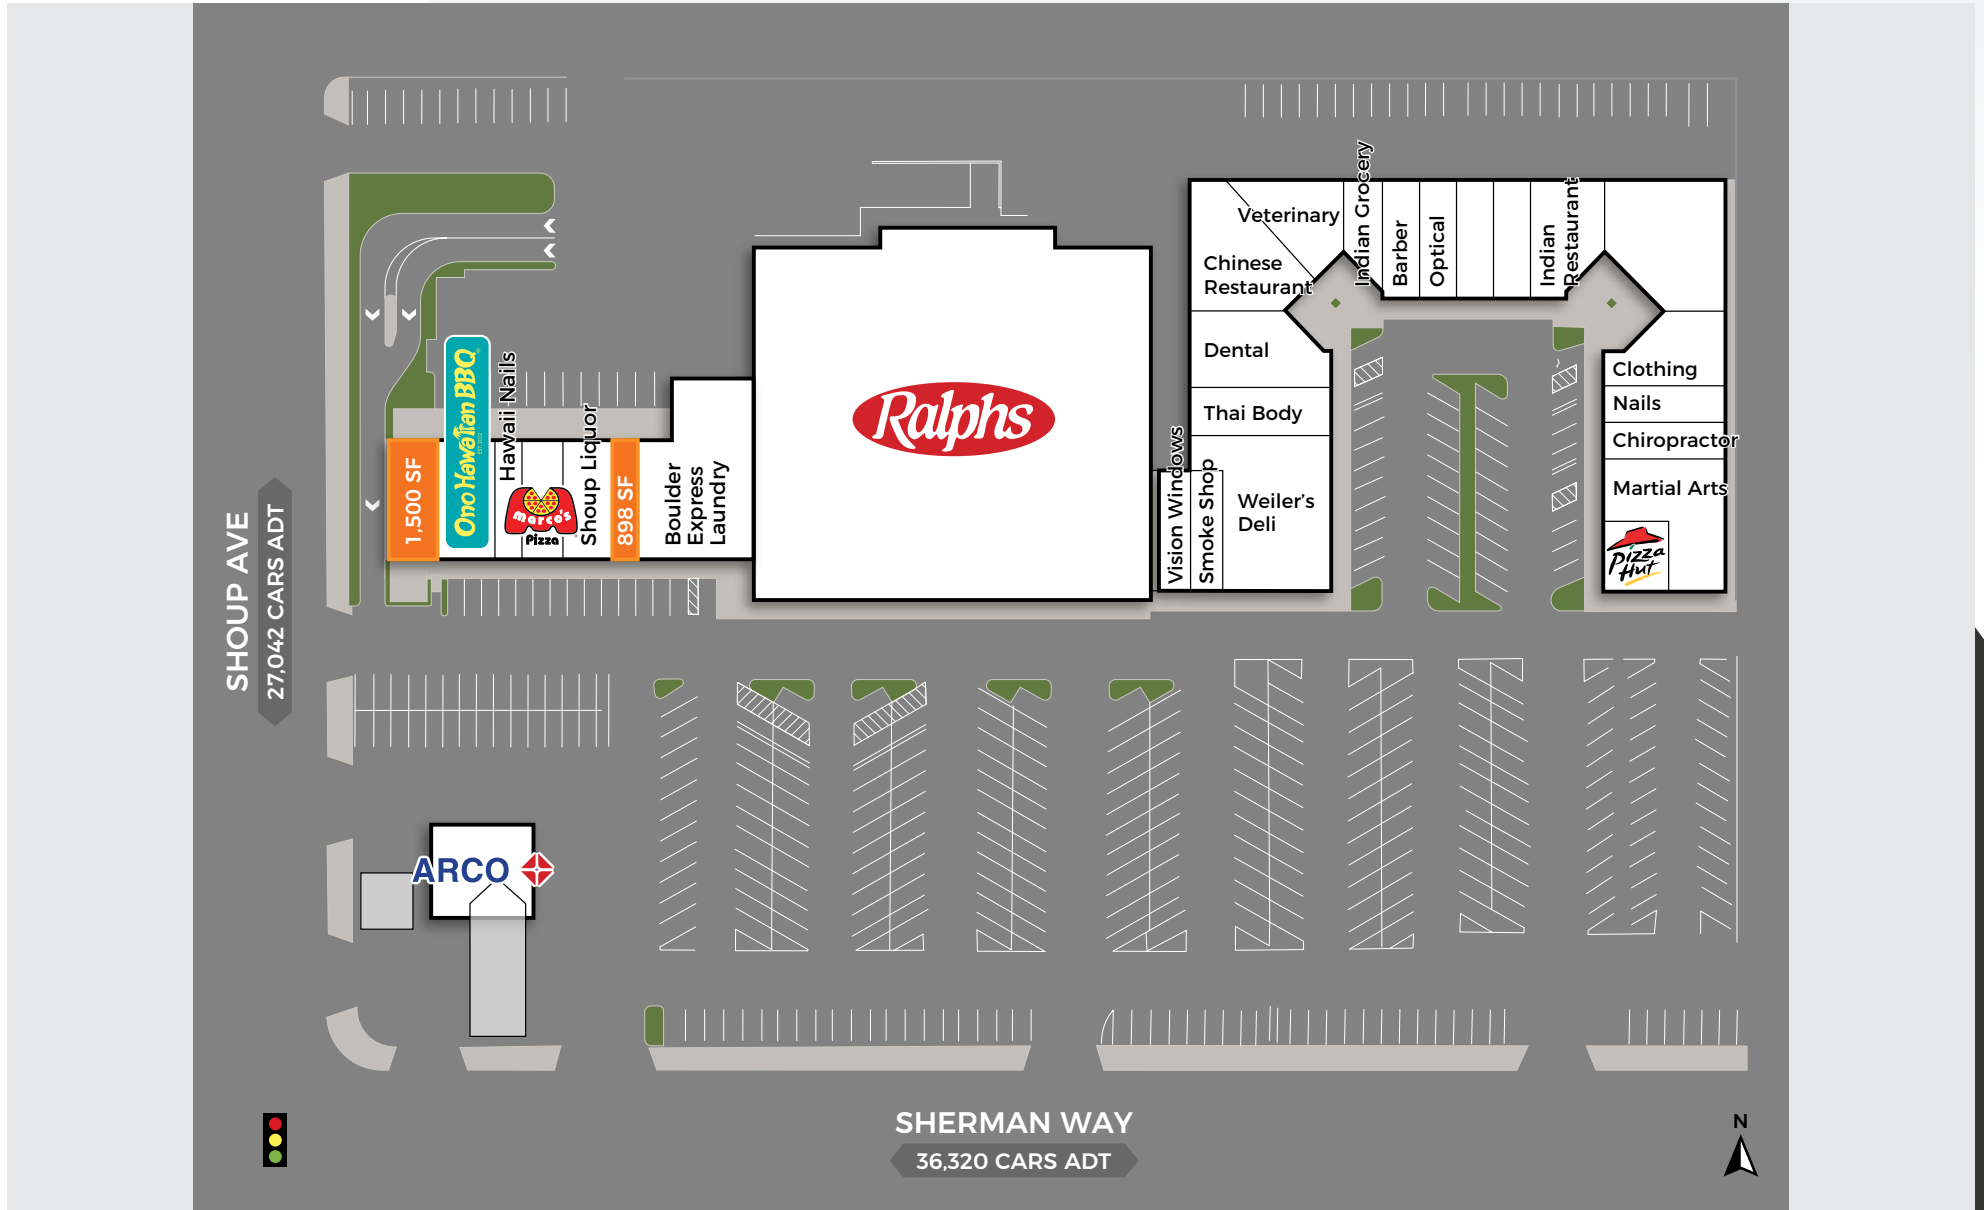 Indian Grocery
Veterinary
Barber
Optical
Indian
Restaurant
Chinese
Restaurant
Dental
Thai Body
Weiler's
Deli
Vision Windows
Smoke Shop
Clothing
Nails
Chiropractor
Martial Arts
Pizza
Hut
Ralphs
1,500 SF
Ono Hawaiian BBQ
Hawaii Nails
marco's
Pizza
Shoup Liquor
898 SF
Boulder
Express
Laundry
SHOUP AVE
27,042 CARS ADT
ARCO
SHERMAN WAY
36,320 CARS ADT
N